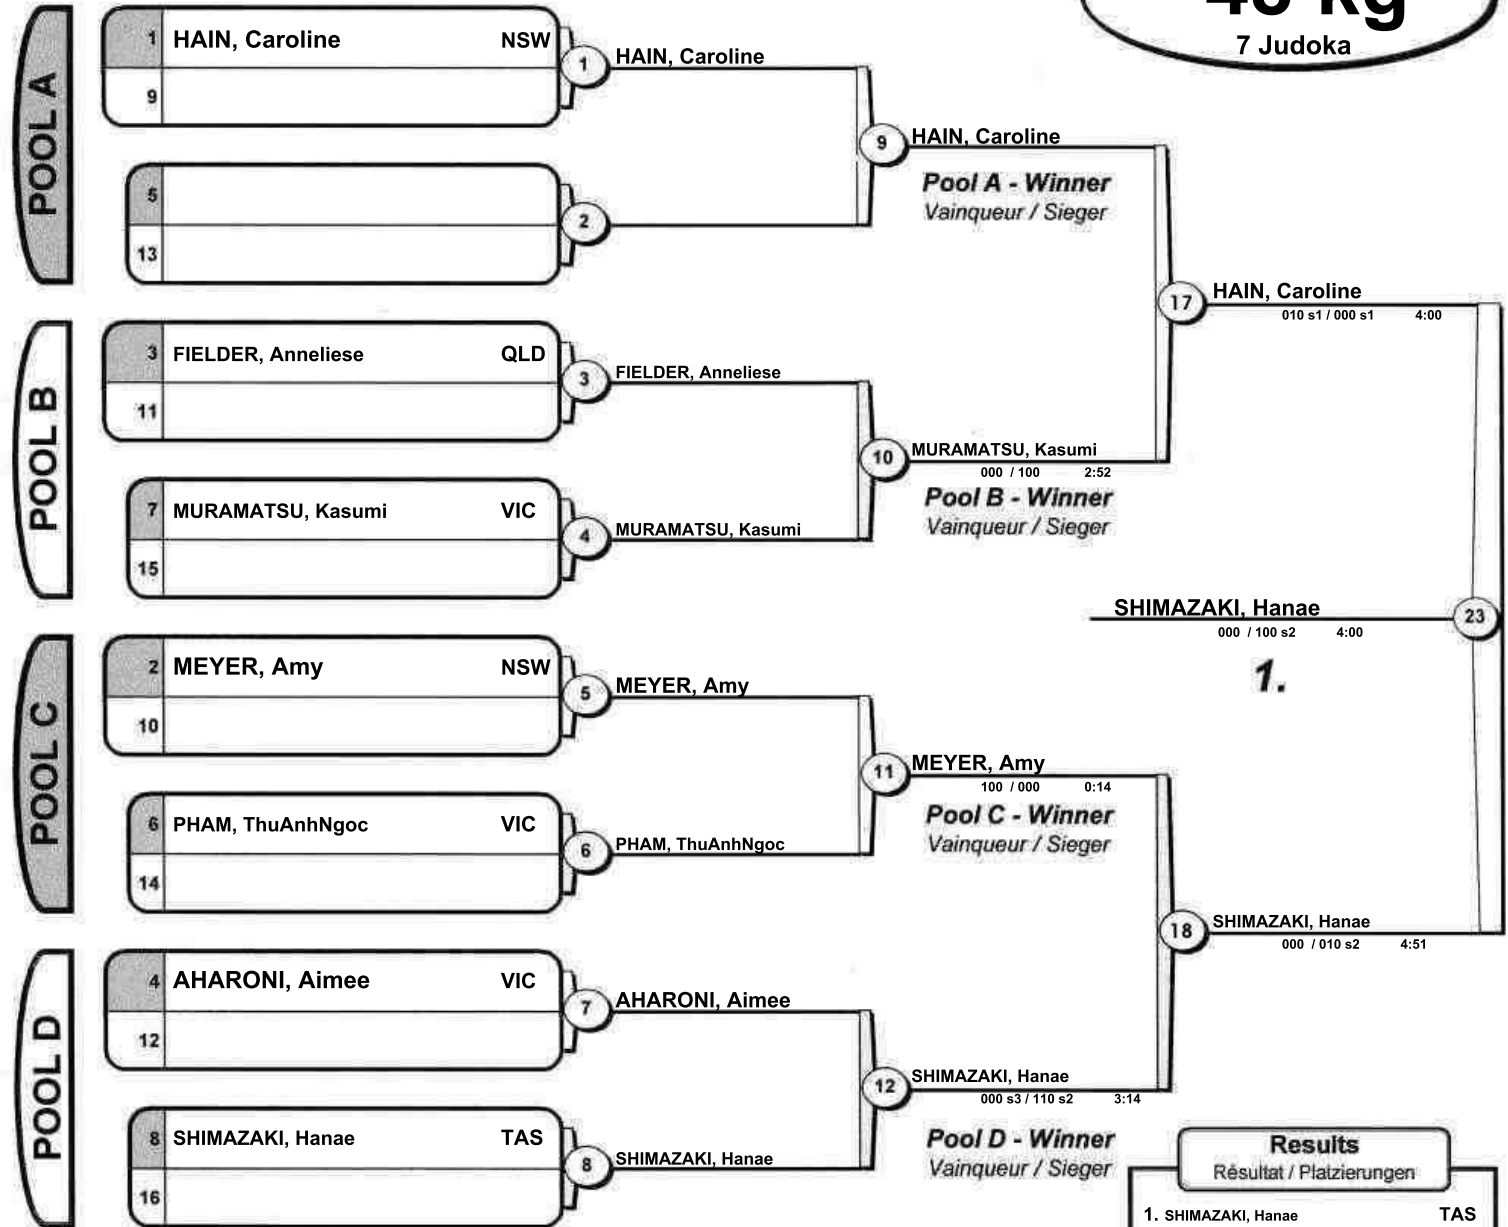 7 Judoka
POOL A
1 HAIN, Caroline NSW
9
5
13
1 HAIN, Caroline
2
9 HAIN, Caroline
Pool A - Winner
Vainqueur / Sieger
POOL B
3 FIELDER, Anneliese QLD
11
7 MURAMATSU, Kasumi VIC
15
3 FIELDER, Anneliese
4 MURAMATSU, Kasumi
10 MURAMATSU, Kasumi
000 / 100 2:52
Pool B - Winner
Vainqueur / Sieger
17 HAIN, Caroline
010 s1 / 000 s1 4:00
SHIMAZAKI, Hanae 23
000 / 100 s2 4:00
1.
POOL C
2 MEYER, Amy NSW
10
6 PHAM, ThuAnhNgoc VIC
14
5 MEYER, Amy
6 PHAM, ThuAnhNgoc
11 MEYER, Amy
100 / 000 0:14
Pool C - Winner
Vainqueur / Sieger
POOL D
4 AHARONI, Aimee VIC
12
8 SHIMAZAKI, Hanae TAS
16
7 AHARONI, Aimee
8 SHIMAZAKI, Hanae
12 SHIMAZAKI, Hanae
000 s3 / 110 s2 3:14
Pool D - Winner
Vainqueur / Sieger
18 SHIMAZAKI, Hanae
000 / 010 s2 4:51
Results
Résultat / Platzierungen
1. SHIMAZAKI, Hanae TAS